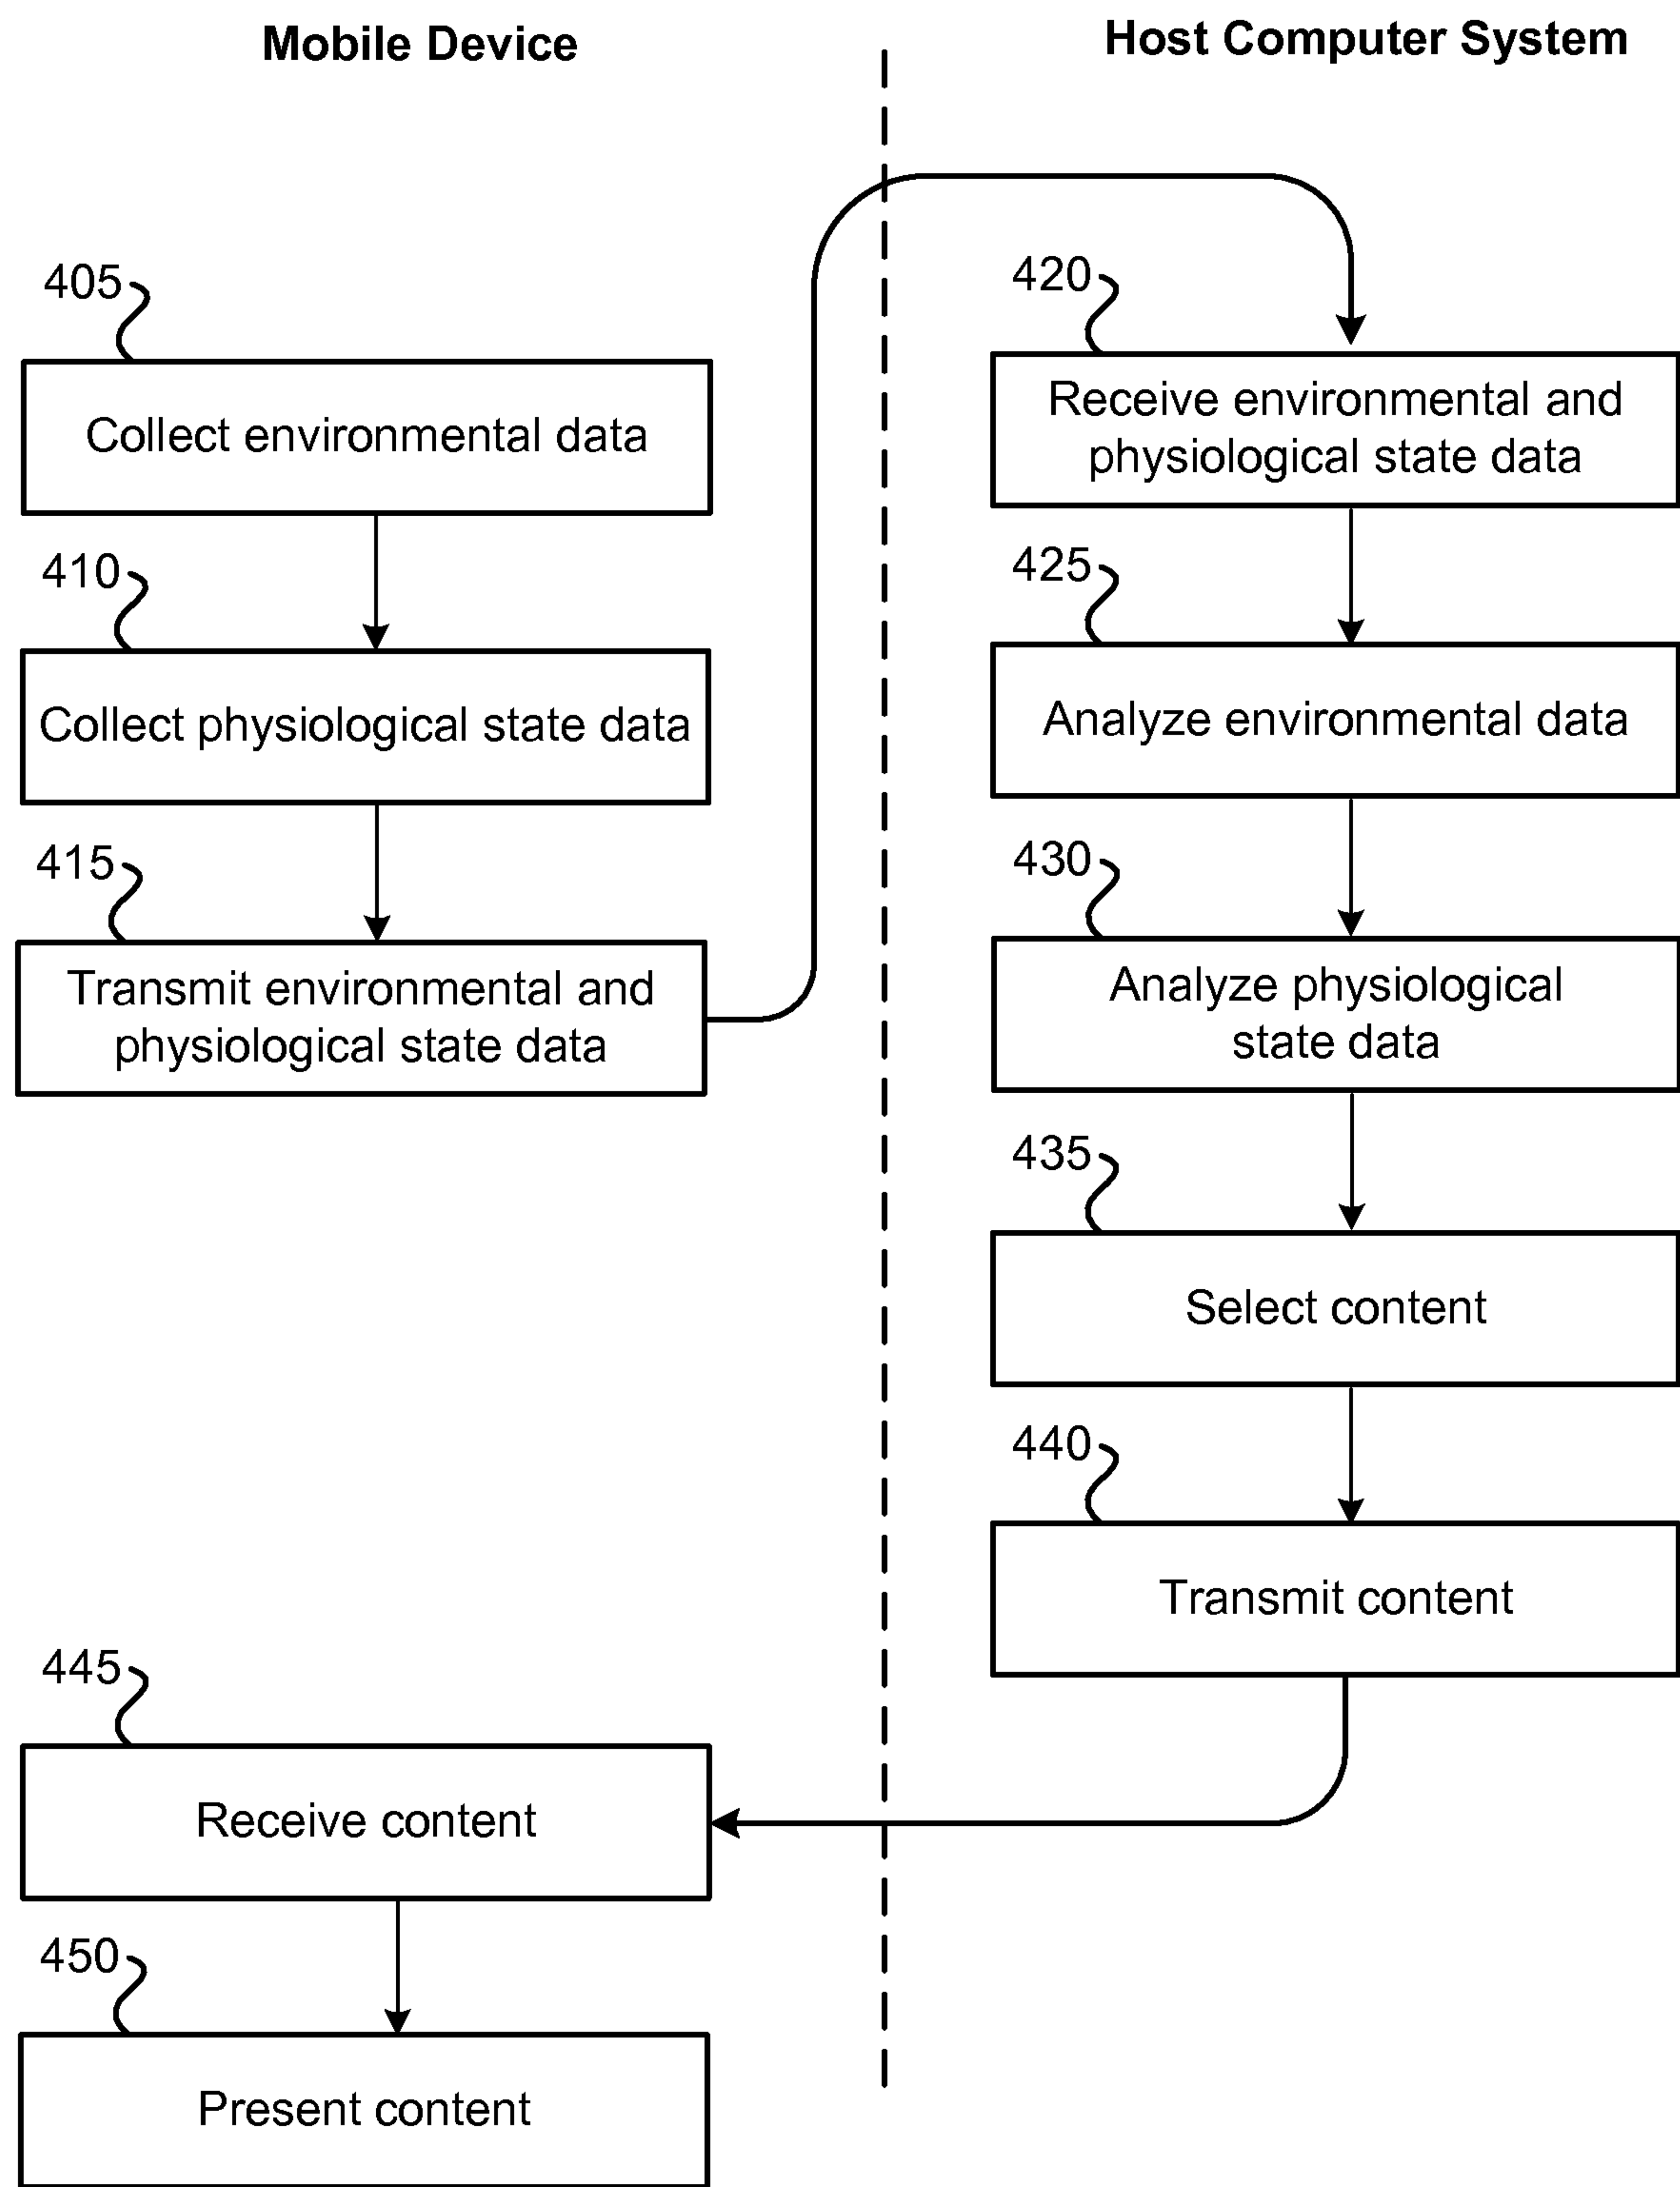 Mobile Device
Host Computer System
405
Collect environmental data
410
Collect physiological state data
415
Transmit environmental and
physiological state data
420
Receive environmental and
physiological state data
425
Analyze environmental data
430
Analyze physiological
state data
435
Select content
440
Transmit content
445
Receive content
450
Present content